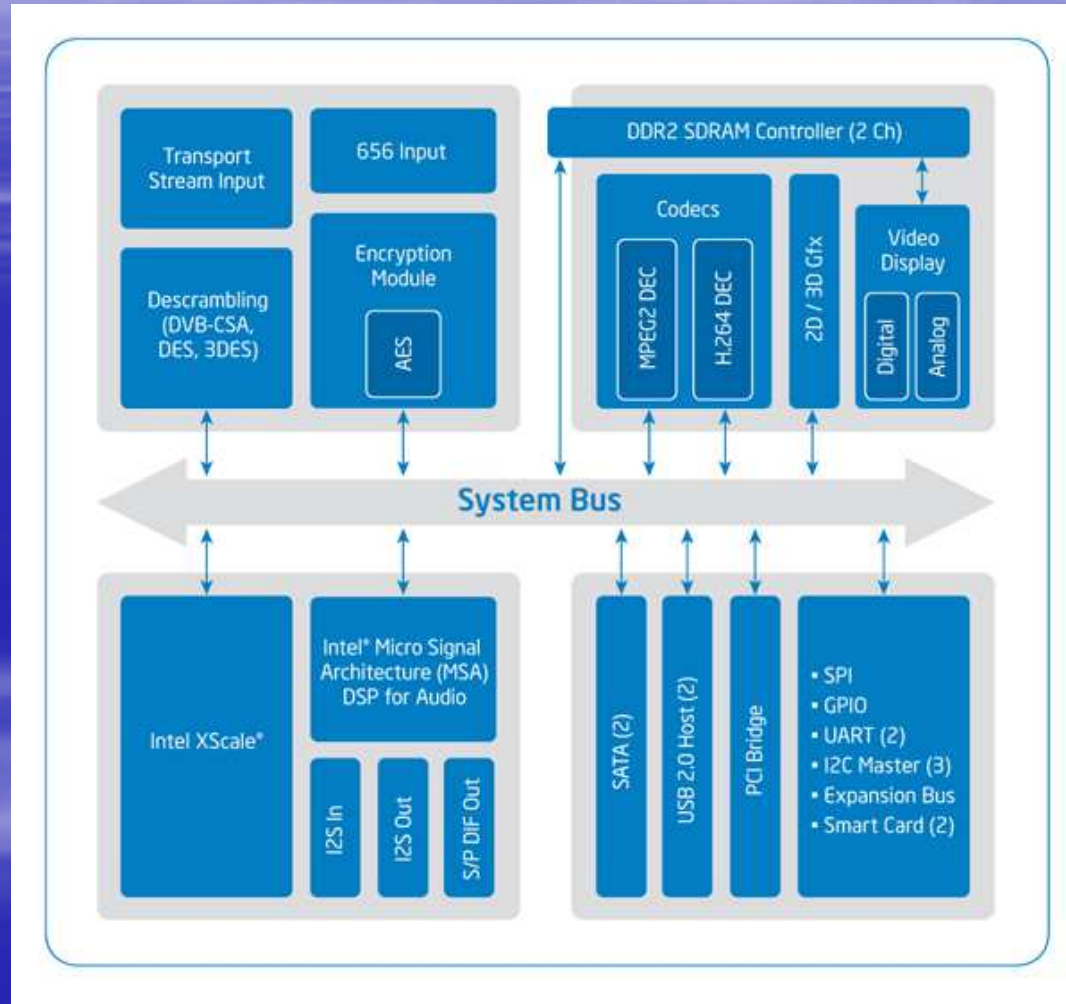 Transport
Stream Input
656 Input
Descrambling
(DVB-CSA,
DES, 3DES)
Encryption
Module
AES
DDR2 SDRAM Controller (2 Ch)
Codecs
MPEG2 DEC
H.264 DEC
2D / 3D Gfx
Video
Display
Digital
Analog
System Bus
Intel XScale®
Intel® Micro Signal
Architecture (MSA)
DSP for Audio
I2S In
I2S Out
S/P DIF Out
SATA (2)
USB 2.0 Host (2)
PCI Bridge
▪ SPI
▪ GPIO
▪ UART (2)
▪ I2C Master (3)
▪ Expansion Bus
▪ Smart Card (2)